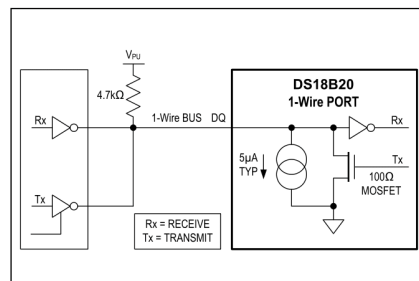 V_PU
4.7kΩ
DS18B20
1-Wire PORT
Rx
1-Wire BUS DQ
Rx
5µA
TYP
Tx
100Ω
MOSFET
Tx
Rx = RECEIVE
Tx = TRANSMIT